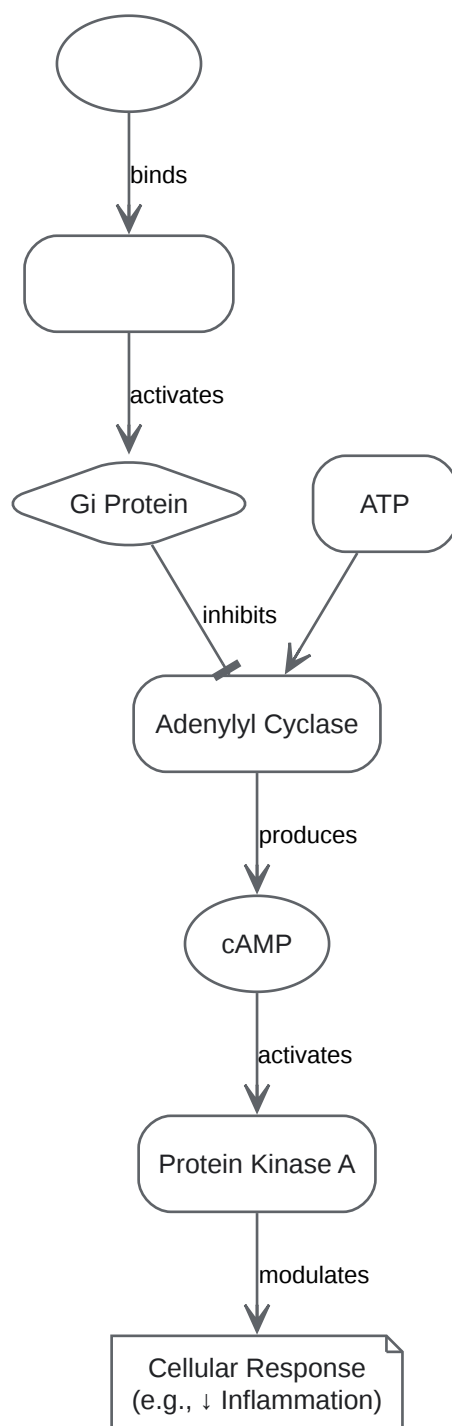 binds
activates
Gi Protein
ATP
inhibits
Adenylyl Cyclase
produces
cAMP
activates
Protein Kinase A
modulates
Cellular Response
(e.g., ↓ Inflammation)